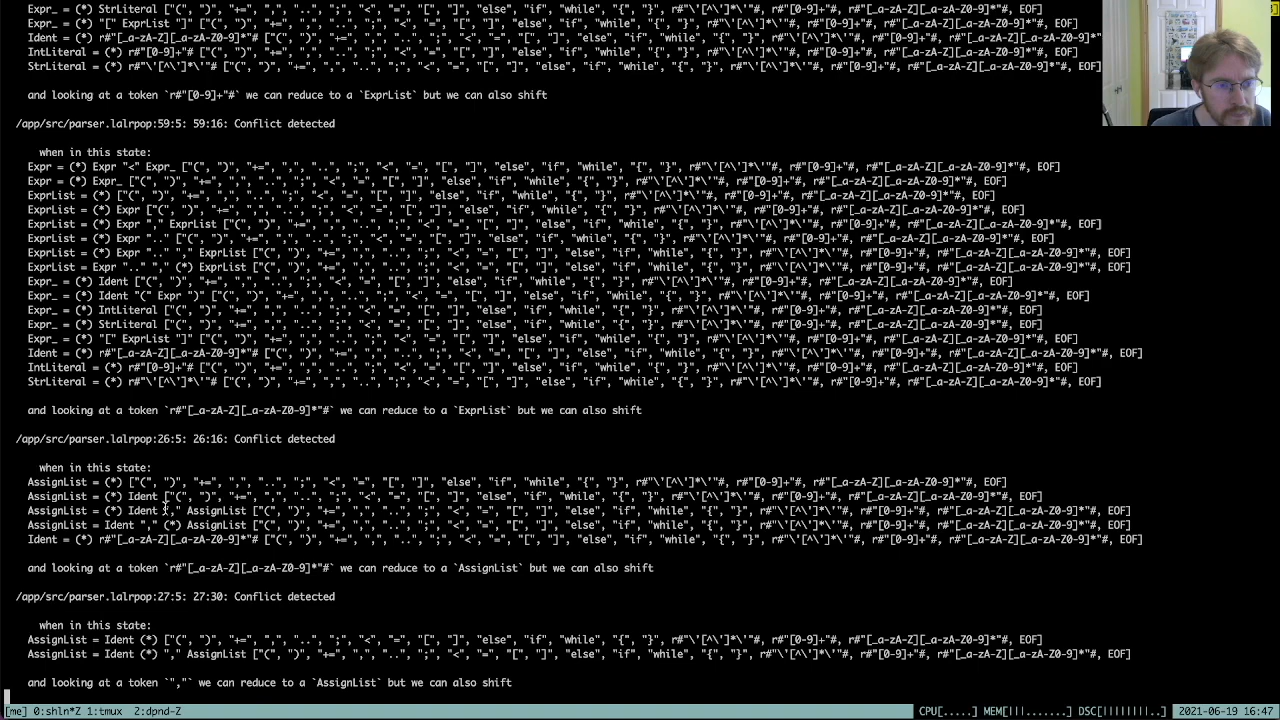 Expr_ = (*) StrLiteral ["(", ")", "+=", ",", "..", ";", "<", "=", "[", "]", "else", "if", "while", "{", "}", r#"\'[^\']*\'"#, r#"[0-9]+"#, r#"[_a-zA-Z][_a-zA-Z0-9]*"#, EOF]
Expr_ = (*) "[" ExprList "]" ["(", ")", "+=", ",", "..", ";", "<", "=", "[", "]", "else", "if", "while", "{", "}", r#"\'[^\']*\'"#, r#"[0-9]+"#, r#"[_a-zA-Z][_a-zA-Z0-9]*"#, EOF]
Ident = (*) r#"[_a-zA-Z][_a-zA-Z0-9]*"# ["(", ")", "+=", ",", "..", ";", "<", "=", "[", "]", "else", "if", "while", "{", "}", r#"\'[^\']*\'"#, r#"[0-9]+"#, r#"[_a-zA-Z][_a-zA-Z0-9]*"
IntLiteral = (*) r#"[0-9]+"# ["(", ")", "+=", ",", "..", ";", "<", "=", "[", "]", "else", "if", "while", "{", "}", r#"\'[^\']*\'"#, r#"[0-9]+"#, r#"[_a-zA-Z][_a-zA-Z0-9]*"#, EOF]
StrLiteral = (*) r#"\'[^\']*\'"# ["(", ")", "+=", ",", "..", ";", "<", "=", "[", "]", "else", "if", "while", "{", "}", r#"\'[^\']*\'"#, r#"[0-9]+"#, r#"[_a-zA-Z][_a-zA-Z0-9]*"#, EOF]
and looking at a token `r#"[0-9]+"#` we can reduce to a `ExprList` but we can also shift
/app/src/parser.lalrpop:59:5: 59:16: Conflict detected
when in this state:
Expr = (*) Expr "<" Expr_ ["(", ")", "+=", ",", "..", ";", "<", "=", "[", "]", "else", "if", "while", "{", "}", r#"\'[^\']*\'"#, r#"[0-9]+"#, r#"[_a-zA-Z][_a-zA-Z0-9]*"#, EOF]
Expr = (*) Expr_ ["(", ")", "+=", ",", "..", ";", "<", "=", "[", "]", "else", "if", "while", "{", "}", r#"\'[^\']*\'"#, r#"[0-9]+"#, r#"[_a-zA-Z][_a-zA-Z0-9]*"#, EOF]
ExprList = (*) ["(", ")", "+=", ",", "..", ";", "<", "=", "[", "]", "else", "if", "while", "{", "}", r#"\'[^\']*\'"#, r#"[0-9]+"#, r#"[_a-zA-Z][_a-zA-Z0-9]*"#, EOF]
ExprList = (*) Expr ["(", ")", "+=", ",", "..", ";", "<", "=", "[", "]", "else", "if", "while", "{", "}", r#"\'[^\']*\'"#, r#"[0-9]+"#, r#"[_a-zA-Z][_a-zA-Z0-9]*"#, EOF]
ExprList = (*) Expr "," ExprList ["(", ")", "+=", ",", "..", ";", "<", "=", "[", "]", "else", "if", "while", "{", "}", r#"\'[^\']*\'"#, r#"[0-9]+"#, r#"[_a-zA-Z][_a-zA-Z0-9]*"#, EOF]
ExprList = (*) Expr ".." ["(", ")", "+=", ",", "..", ";", "<", "=", "[", "]", "else", "if", "while", "{", "}", r#"\'[^\']*\'"#, r#"[0-9]+"#, r#"[_a-zA-Z][_a-zA-Z0-9]*"#, EOF]
ExprList = (*) Expr ".." "," ExprList ["(", ")", "+=", ",", "..", ";", "<", "=", "[", "]", "else", "if", "while", "{", "}", r#"\'[^\']*\'"#, r#"[0-9]+"#, r#"[_a-zA-Z][_a-zA-Z0-9]*"#, EOF]
ExprList = Expr ".." "," (*) ExprList ["(", ")", "+=", ",", "..", ";", "<", "=", "[", "]", "else", "if", "while", "{", "}", r#"\'[^\']*\'"#, r#"[0-9]+"#, r#"[_a-zA-Z][_a-zA-Z0-9]*"#, EOF]
Expr_ = (*) Ident ["(", ")", "+=", ",", "..", ";", "<", "=", "[", "]", "else", "if", "while", "{", "}", r#"\'[^\']*\'"#, r#"[0-9]+"#, r#"[_a-zA-Z][_a-zA-Z0-9]*"#, EOF]
Expr_ = (*) Ident "(" Expr ")" ["(", ")", "+=", ",", "..", ";", "<", "=", "[", "]", "else", "if", "while", "{", "}", r#"\'[^\']*\'"#, r#"[0-9]+"#, r#"[_a-zA-Z][_a-zA-Z0-9]*"#, EOF]
Expr_ = (*) IntLiteral ["(", ")", "+=", ",", "..", ";", "<", "=", "[", "]", "else", "if", "while", "{", "}", r#"\'[^\']*\'"#, r#"[0-9]+"#, r#"[_a-zA-Z][_a-zA-Z0-9]*"#, EOF]
Expr_ = (*) StrLiteral ["(", ")", "+=", ",", "..", ";", "<", "=", "[", "]", "else", "if", "while", "{", "}", r#"\'[^\']*\'"#, r#"[0-9]+"#, r#"[_a-zA-Z][_a-zA-Z0-9]*"#, EOF]
Expr_ = (*) "[" ExprList "]" ["(", ")", "+=", ",", "..", ";", "<", "=", "[", "]", "else", "if", "while", "{", "}", r#"\'[^\']*\'"#, r#"[0-9]+"#, r#"[_a-zA-Z][_a-zA-Z0-9]*"#, EOF]
Ident = (*) r#"[_a-zA-Z][_a-zA-Z0-9]*"# ["(", ")", "+=", ",", "..", ";", "<", "=", "[", "]", "else", "if", "while", "{", "}", r#"\'[^\']*\'"#, r#"[0-9]+"#, r#"[_a-zA-Z][_a-zA-Z0-9]*"#, EOF]
IntLiteral = (*) r#"[0-9]+"# ["(", ")", "+=", ",", "..", ";", "<", "=", "[", "]", "else", "if", "while", "{", "}", r#"\'[^\']*\'"#, r#"[0-9]+"#, r#"[_a-zA-Z][_a-zA-Z0-9]*"#, EOF]
StrLiteral = (*) r#"\'[^\']*\'"# ["(", ")", "+=", ",", "..", ";", "<", "=", "[", "]", "else", "if", "while", "{", "}", r#"\'[^\']*\'"#, r#"[0-9]+"#, r#"[_a-zA-Z][_a-zA-Z0-9]*"#, EOF]
and looking at a token `r#"[_a-zA-Z][_a-zA-Z0-9]*"#` we can reduce to a `ExprList` but we can also shift
/app/src/parser.lalrpop:26:5: 26:16: Conflict detected
when in this state:
AssignList = (*) ["(", ")", "+=", ",", "..", ";", "<", "=", "[", "]", "else", "if", "while", "{", "}", r#"\'[^\']*\'"#, r#"[0-9]+"#, r#"[_a-zA-Z][_a-zA-Z0-9]*"#, EOF]
AssignList = (*) Ident ["(", ")", "+=", ",", "..", ";", "<", "=", "[", "]", "else", "if", "while", "{", "}", r#"\'[^\']*\'"#, r#"[0-9]+"#, r#"[_a-zA-Z][_a-zA-Z0-9]*"#, EOF]
AssignList = (*) Ident "," AssignList ["(", ")", "+=", ",", "..", ";", "<", "=", "[", "]", "else", "if", "while", "{", "}", r#"\'[^\']*\'"#, r#"[0-9]+"#, r#"[_a-zA-Z][_a-zA-Z0-9]*"#, EOF]
AssignList = Ident "," (*) AssignList ["(", ")", "+=", ",", "..", ";", "<", "=", "[", "]", "else", "if", "while", "{", "}", r#"\'[^\']*\'"#, r#"[0-9]+"#, r#"[_a-zA-Z][_a-zA-Z0-9]*"#, EOF]
Ident = (*) r#"[_a-zA-Z][_a-zA-Z0-9]*"# ["(", ")", "+=", ",", "..", ";", "<", "=", "[", "]", "else", "if", "while", "{", "}", r#"\'[^\']*\'"#, r#"[0-9]+"#, r#"[_a-zA-Z][_a-zA-Z0-9]*"#, EOF]
and looking at a token `r#"[_a-zA-Z][_a-zA-Z0-9]*"#` we can reduce to a `AssignList` but we can also shift
/app/src/parser.lalrpop:27:5: 27:30: Conflict detected
when in this state:
AssignList = Ident (*) ["(", ")", "+=", ",", "..", ";", "<", "=", "[", "]", "else", "if", "while", "{", "}", r#"\'[^\']*\'"#, r#"[0-9]+"#, r#"[_a-zA-Z][_a-zA-Z0-9]*"#, EOF]
AssignList = Ident (*) "," AssignList ["(", ")", "+=", ",", "..", ";", "<", "=", "[", "]", "else", "if", "while", "{", "}", r#"\'[^\']*\'"#, r#"[0-9]+"#, r#"[_a-zA-Z][_a-zA-Z0-9]*"#, EOF]
and looking at a token `","` we can reduce to a `AssignList` but we can also shift
[me] 0:shln*Z 1:tmux  2:dpnd-Z CPU[.....] MEM[|||.......] DSC[||||||||..] 2021-06-19 16:47